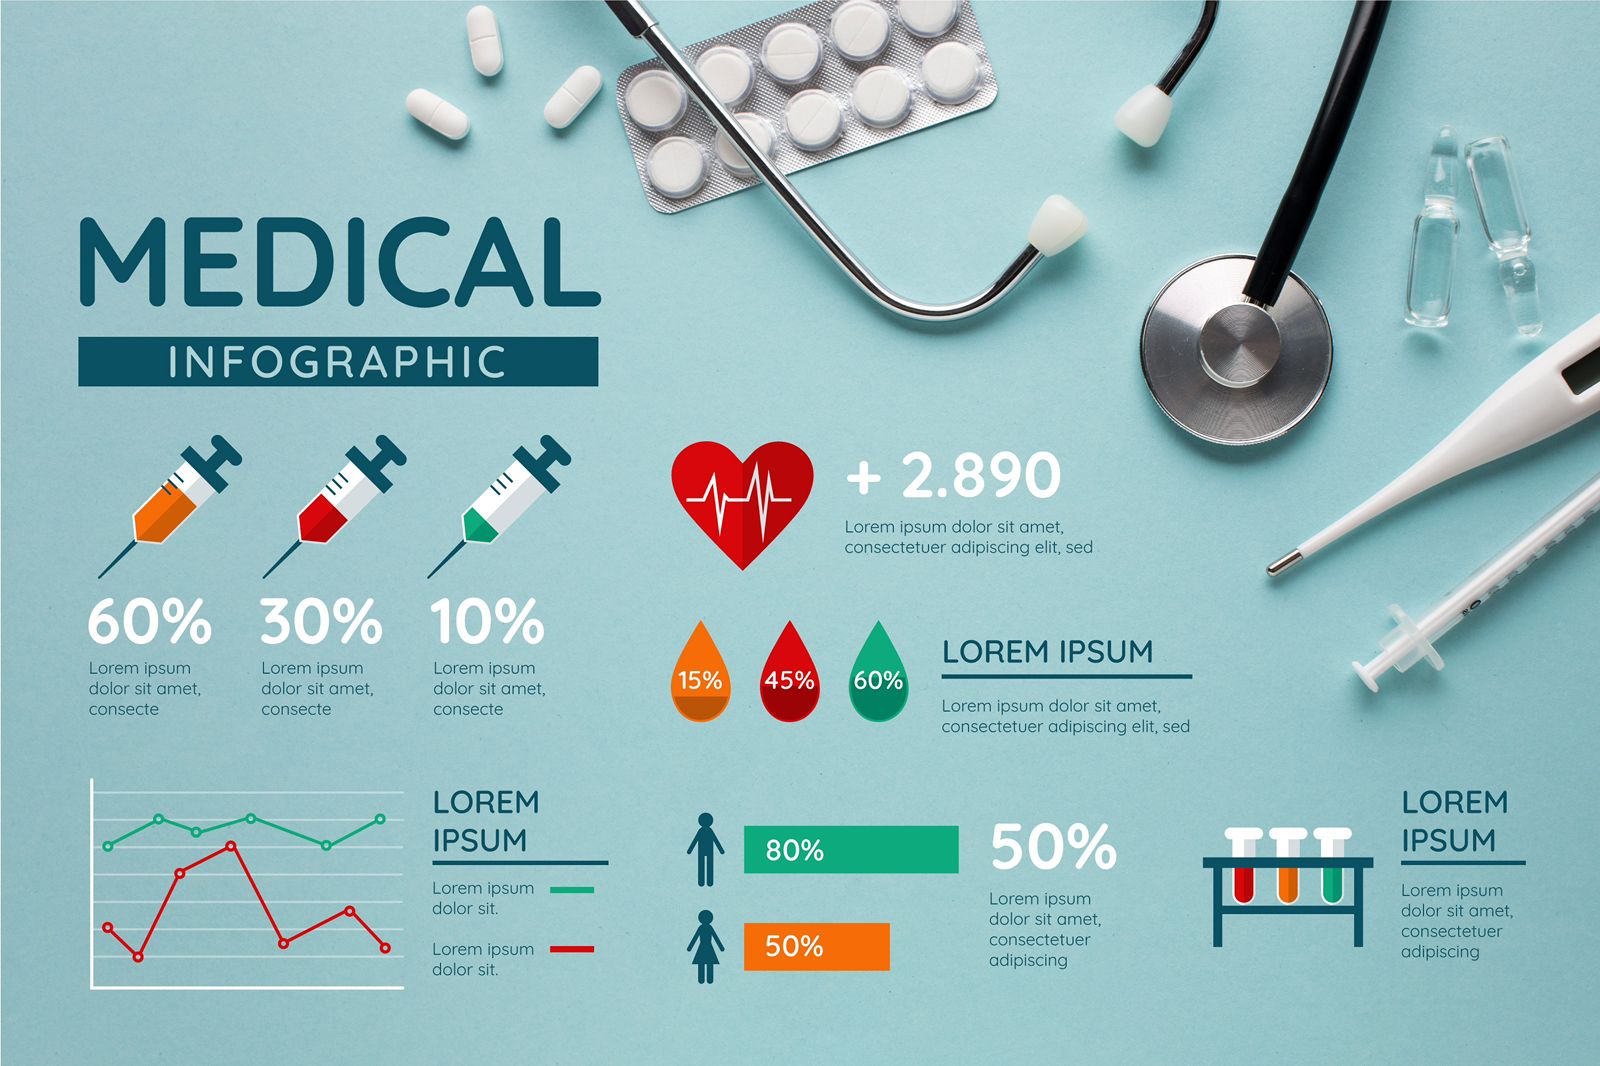 MEDICAL
INFOGRAPHIC
60%
Lorem ipsum
dolor sit amet,
consecte
30%
Lorem ipsum
dolor sit amet,
consecte
10%
Lorem ipsum
dolor sit amet,
consecte
+ 2.890
Lorem ipsum dolor sit amet,
consectetuer adipiscing elit, sed
15%
45%
60%
LOREM IPSUM
Lorem ipsum dolor sit amet,
consectetuer adipiscing elit, sed
LOREM
IPSUM
Lorem ipsum
dolor sit.
Lorem ipsum
dolor sit.
80%
50%
50%
Lorem ipsum
dolor sit amet,
consectetuer
adipiscing
LOREM
IPSUM
Lorem ipsum
dolor sit amet,
consectetuer
adipiscing